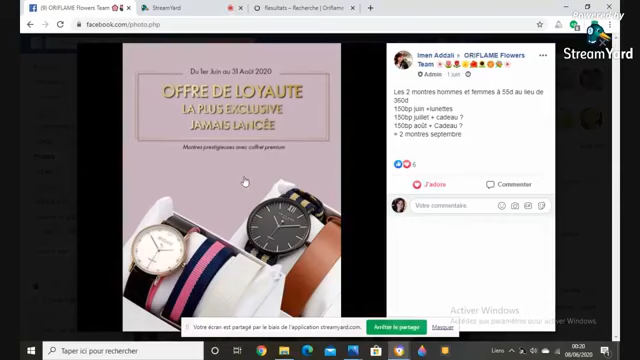 (9) ORIFLAME Flowers Team
StreamYard
Resultats – Recherche | Oriflame
facebook.com/photo.php
Powered by
StreamYard
Du 1er Juin au 31 Août 2020
OFFRE DE LOYAUTE
LA PLUS EXCLUSIVE
JAMAIS LANCÉE
Montres prestigieuses avec coffret premium
Imen Addali ▸ ORIFLAME Flowers
Team
Admin · 1 juin
Les 2 montres hommes et femmes à 55d au lieu de
360d
150bp juin +lunettes
150bp juillet + cadeau ?
150bp août + Cadeau ?
= 2 montres septembre
6
J'adore
Commenter
Votre commentaire.
Activer Windows
Accédez aux paramètres pour activer Windows.
Votre écran est partagé par le biais de l'application streamyard.com.
Arrêter le partage
Masquer
Taper ici pour rechercher
Liens
00:20
08/06/2020